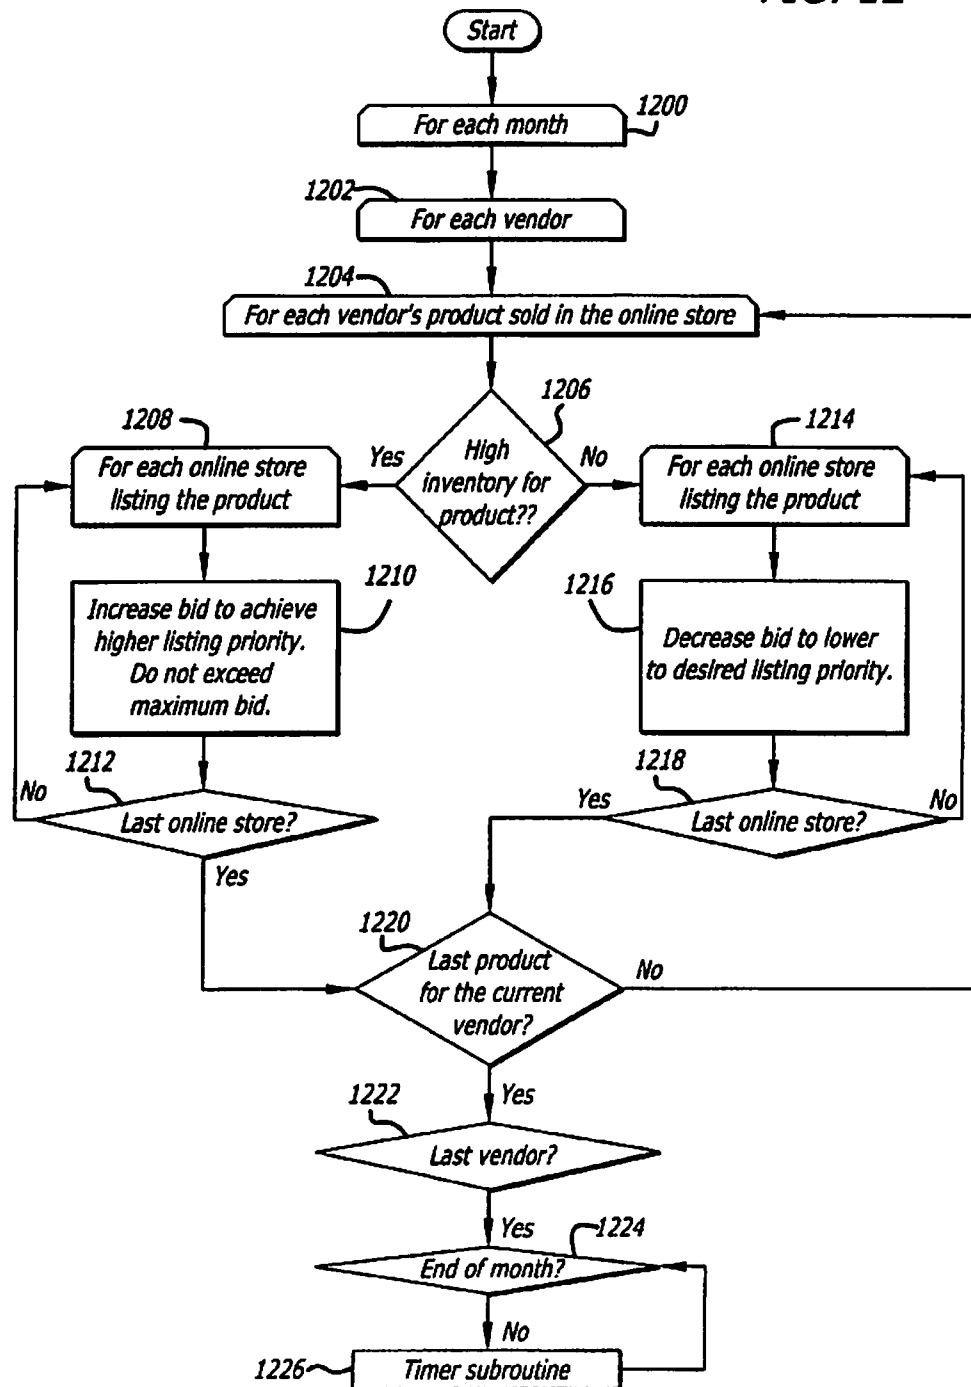 Start
1200
For each month
1202
For each vendor
1204
For each vendor's product sold in the online store
1206
1208
1214
Yes
High
inventory for
product??
No
For each online store
listing the product
For each online store
listing the product
1210
1216
Increase bid to achieve
higher listing priority.
Do not exceed
maximum bid.
Decrease bid to lower
to desired listing priority.
1212
1218
No
Last online store?
Yes
Yes
Last online store?
No
1220
Last product
for the current
vendor?
No
Yes
1222
Last vendor?
Yes
1224
End of month?
No
1226
Timer subroutine